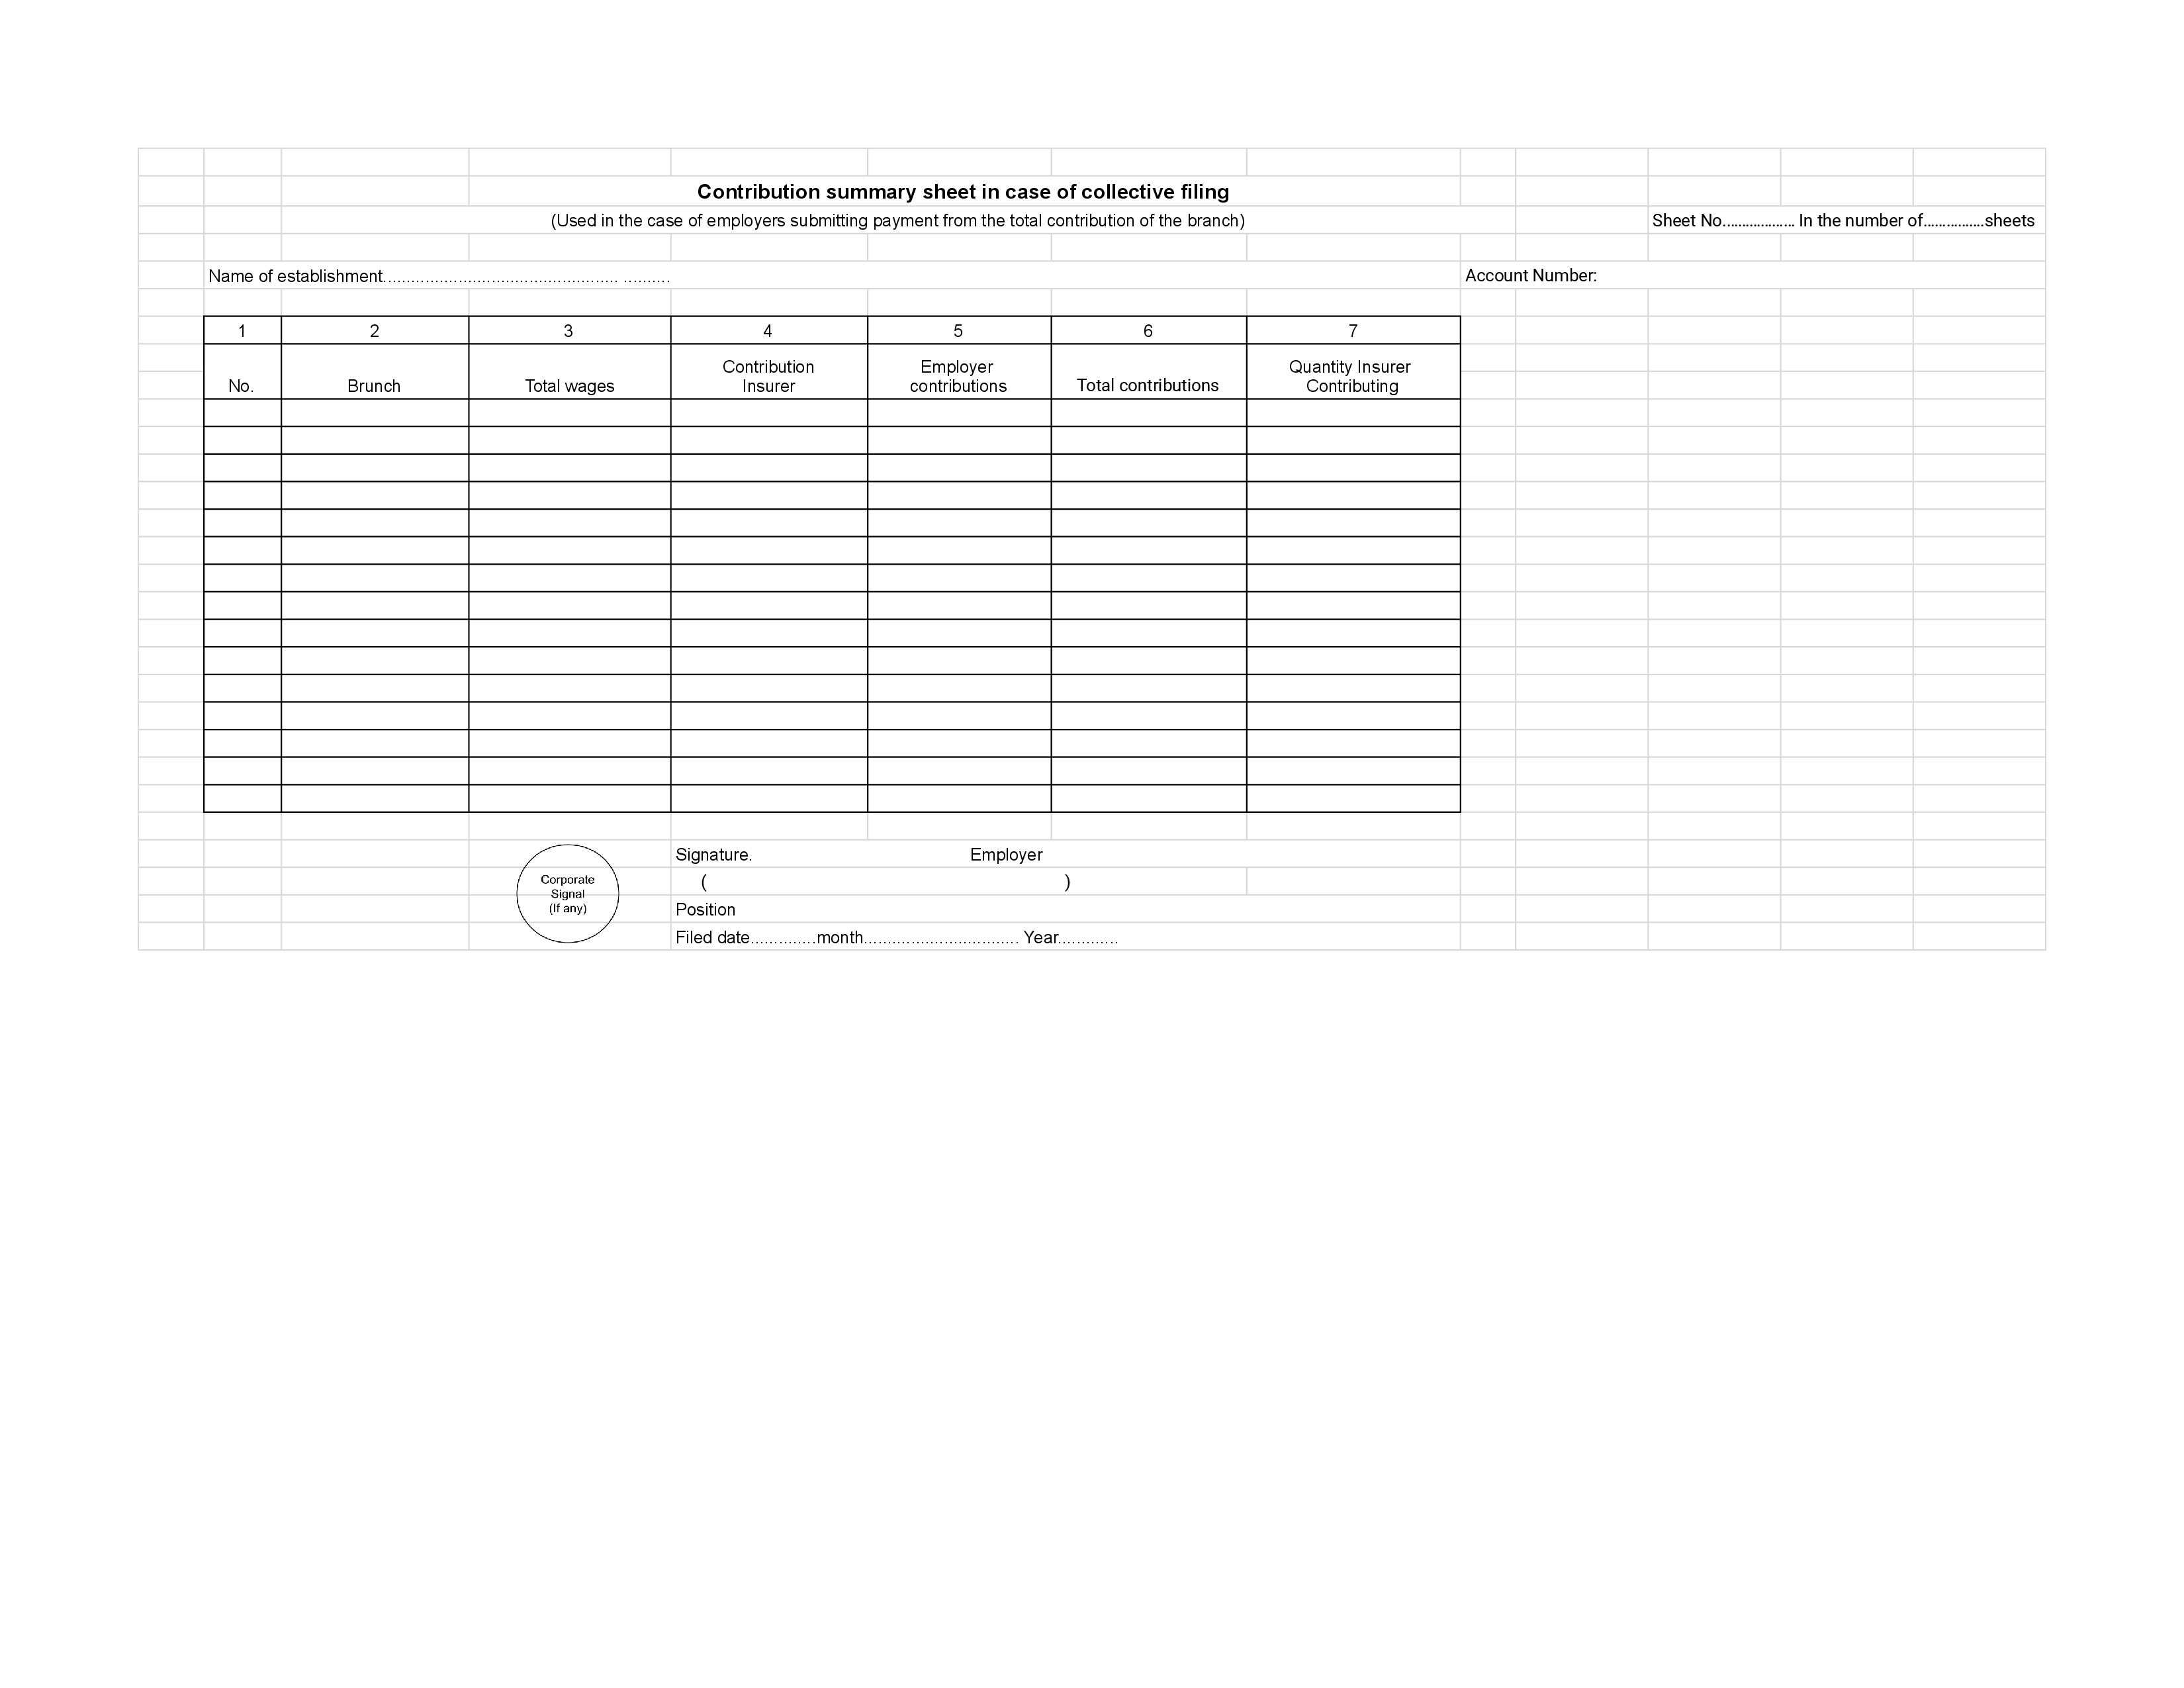 Contribution summary sheet in case of collective filing
(Used in the case of employers submitting payment from the total contribution of the branch)
Sheet No.................. In the number of................sheets
Name of establishment.................................................. ..........
Account Number:
1 2 3 4 5 6 7
No. Brunch Total wages Contribution Insurer Employer contributions Total contributions Quantity Insurer Contributing
Signature. Employer
( )
Corporate
Signal
(If any)
Position
Filed date..............month................................. Year.............